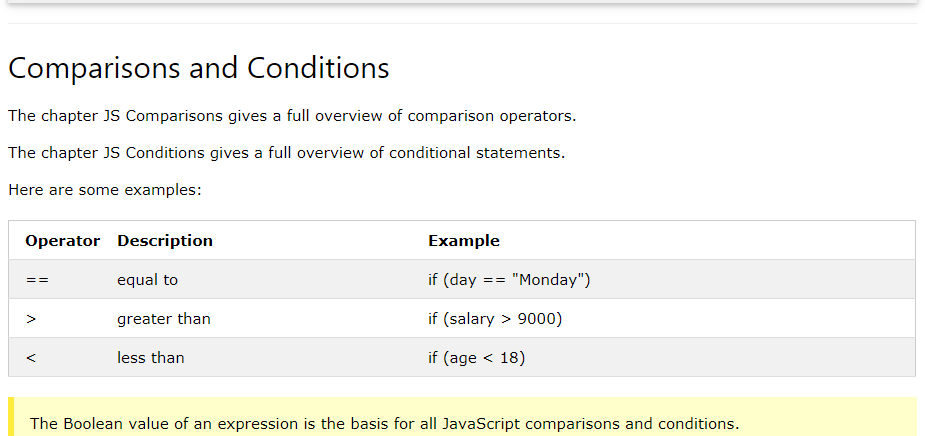 Comparisons and Conditions
The chapter JS Comparisons gives a full overview of comparison operators.
The chapter JS Conditions gives a full overview of conditional statements.
Here are some examples:
Operator Description Example
== equal to if (day == "Monday")
> greater than if (salary > 9000)
< less than if (age < 18)
The Boolean value of an expression is the basis for all JavaScript comparisons and conditions.